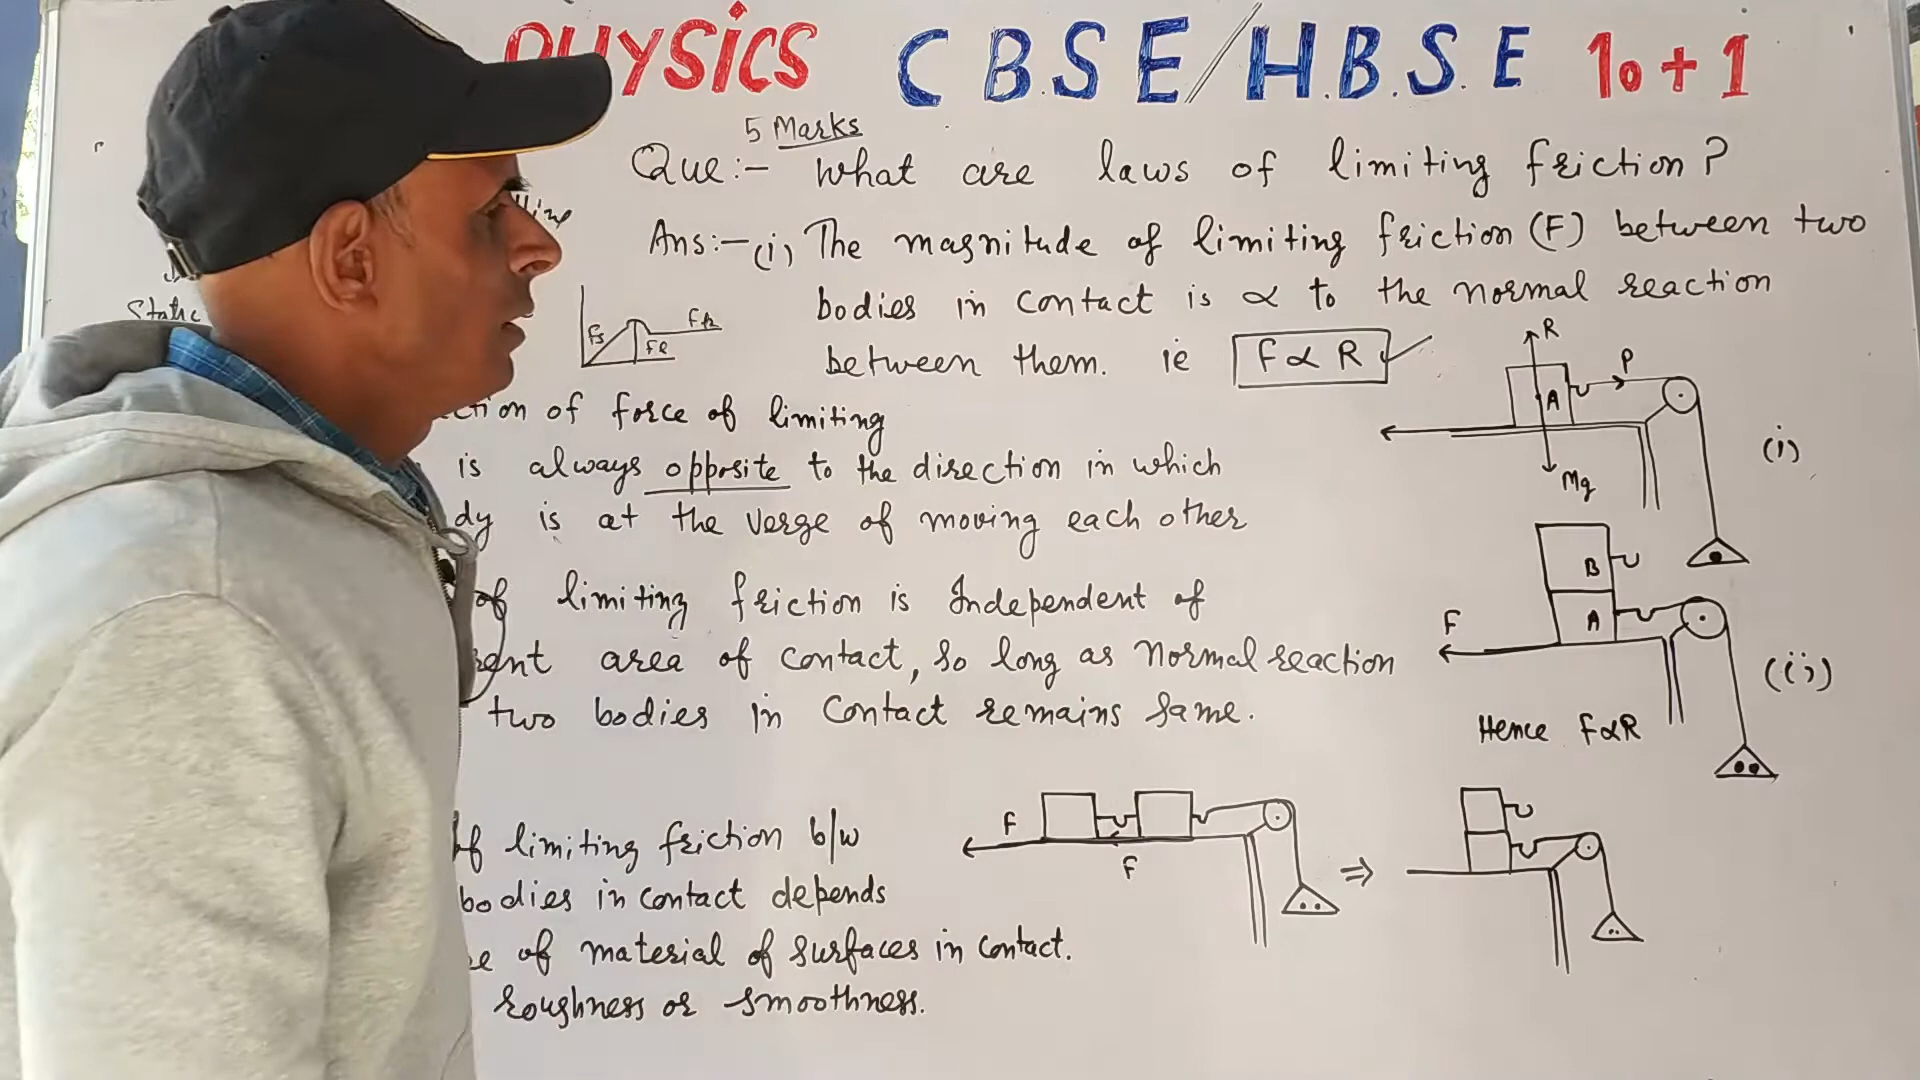 PHYSICS CBSE/H.B.S.E 10+1
5 Marks
Que:- What are laws of limiting friction?
Ans:- (i) The magnitude of limiting friction (F) between two
bodies in contact is ∝ to the normal reaction
between them. ie F ∝ R
Static
Fs
Fl
Fk
R
P
A
Mg
(i)
ction of force of limiting
is always opposite to the direction in which
dy is at the verge of moving each other
B
A
F
(ii)
Hence F∝R
of limiting friction is Independent of
rent area of contact, so long as normal reaction
two bodies in contact remains same.
F
F
⇒
of limiting friction b/w
bodies in contact depends
re of material of surfaces in contact.
roughness or smoothness.